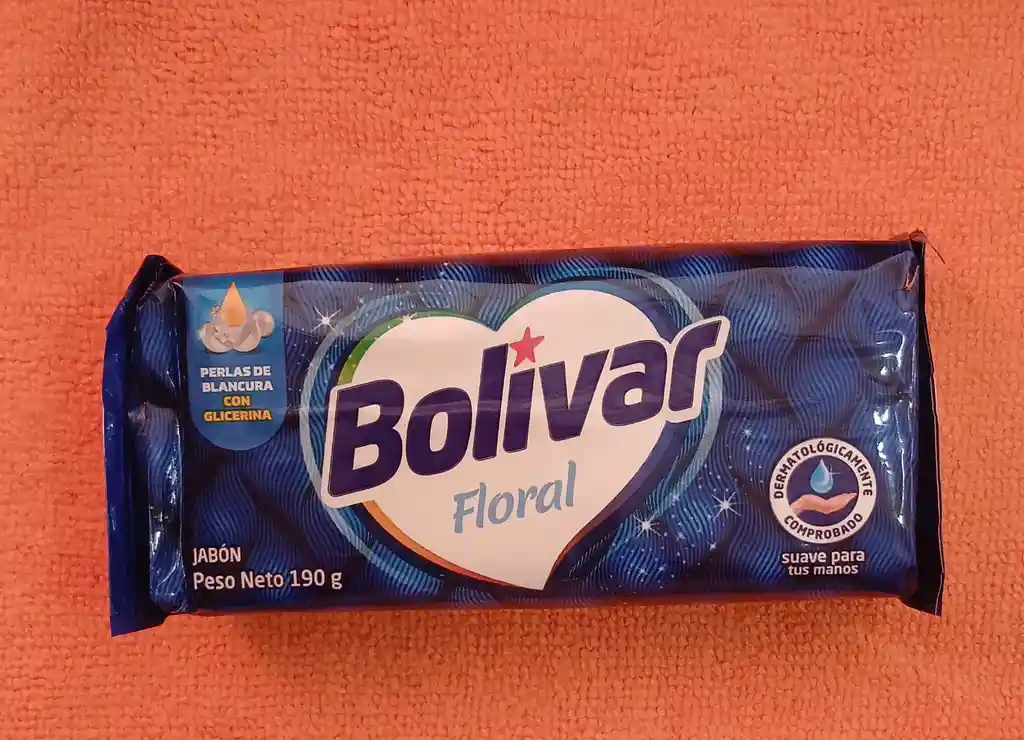 PERLAS DE
BLANCURA
CON
GLICERINA
Bolivar
Floral
DERMATOLÓGICAMENTE
COMPROBADO
suave para
tus manos
JABÓN
Peso Neto 190 g